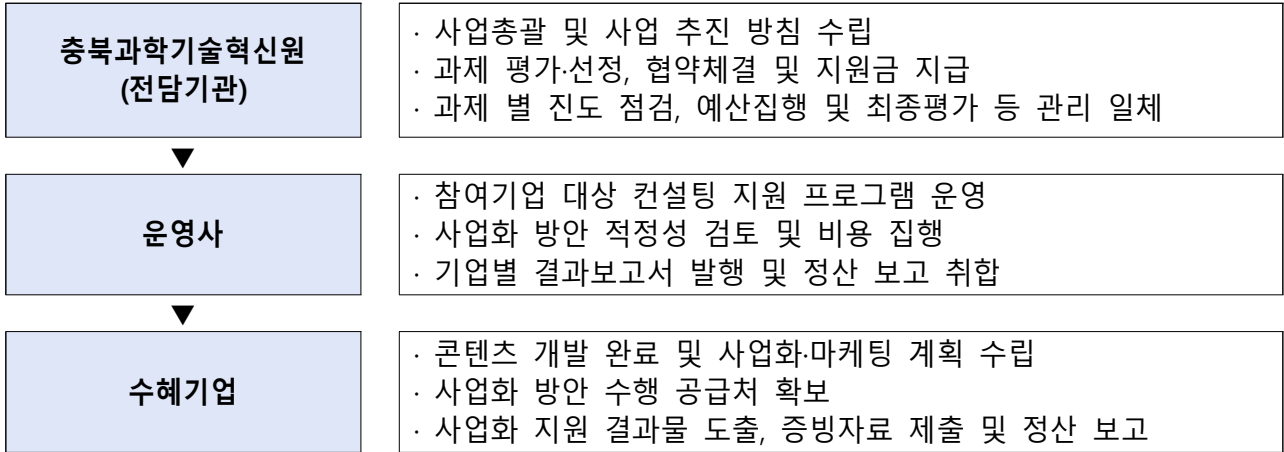 충북과학기술혁신원
(전담기관)
· 사업총괄 및 사업 추진 방침 수립
· 과제 평가·선정, 협약체결 및 지원금 지급
· 과제 별 진도 점검, 예산집행 및 최종평가 등 관리 일체
▼
운영사
· 참여기업 대상 컨설팅 지원 프로그램 운영
· 사업화 방안 적정성 검토 및 비용 집행
· 기업별 결과보고서 발행 및 정산 보고 취합
▼
수혜기업
· 콘텐츠 개발 완료 및 사업화·마케팅 계획 수립
· 사업화 방안 수행 공급처 확보
· 사업화 지원 결과물 도출, 증빙자료 제출 및 정산 보고